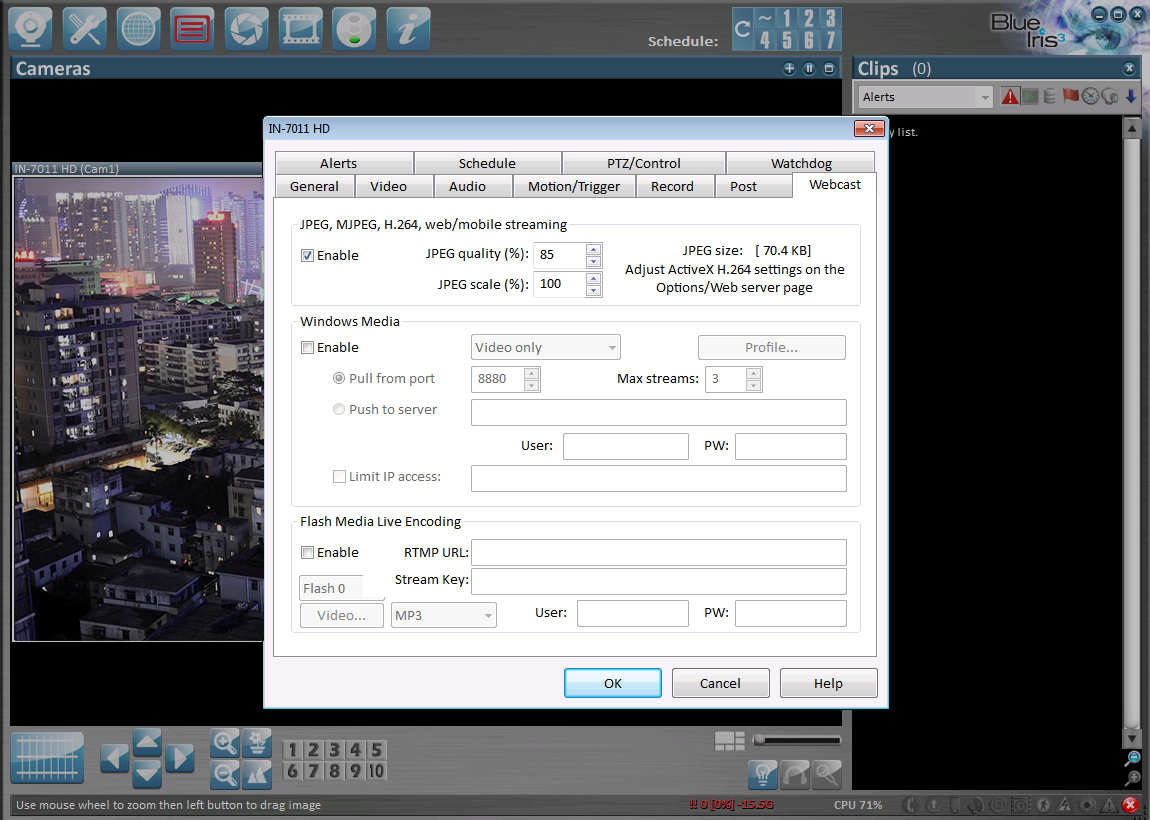 Schedule:
~ 1 2 3
4 5 6 7
Blue
Iris 3
Cameras
Clips (0)
Alerts
y list.
IN-7011 HD (Cam1)
IN-7011 HD
Alerts Schedule PTZ/Control Watchdog
General Video Audio Motion/Trigger Record Post Webcast
JPEG, MJPEG, H.264, web/mobile streaming
Enable JPEG quality (%): 85 JPEG size: [ 70.4 KB]
Adjust ActiveX H.264 settings on the
JPEG scale (%): 100 Options/Web server page
Windows Media
Enable Video only Profile...
Pull from port 8880 Max streams: 3
Push to server
User: PW:
Limit IP access:
Flash Media Live Encoding
Enable RTMP URL:
Flash 0 Stream Key:
Video... MP3 User: PW:
OK Cancel Help
1 2 3 4 5
6 7 8 9 10
Use mouse wheel to zoom then left button to drag image
!! 0 [0%] -15.5G
CPU 71%